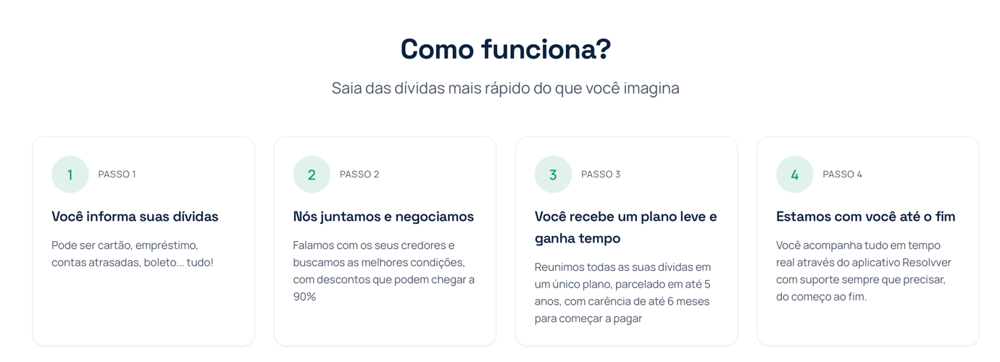 Como funciona?
Saia das dívidas mais rápido do que você imagina
1
PASSO 1
Você informa suas dívidas
Pode ser cartão, empréstimo,
contas atrasadas, boleto... tudo!
2
PASSO 2
Nós juntamos e negociamos
Falamos com os seus credores e
buscamos as melhores condições,
com descontos que podem chegar a
90%
3
PASSO 3
Você recebe um plano leve e
ganha tempo
Reunimos todas as suas dívidas em
um único plano, parcelado em até 5
anos, com carência de até 6 meses
para começar a pagar
4
PASSO 4
Estamos com você até o fim
Você acompanha tudo em tempo
real através do aplicativo Resolvver
com suporte sempre que precisar,
do começo ao fim.